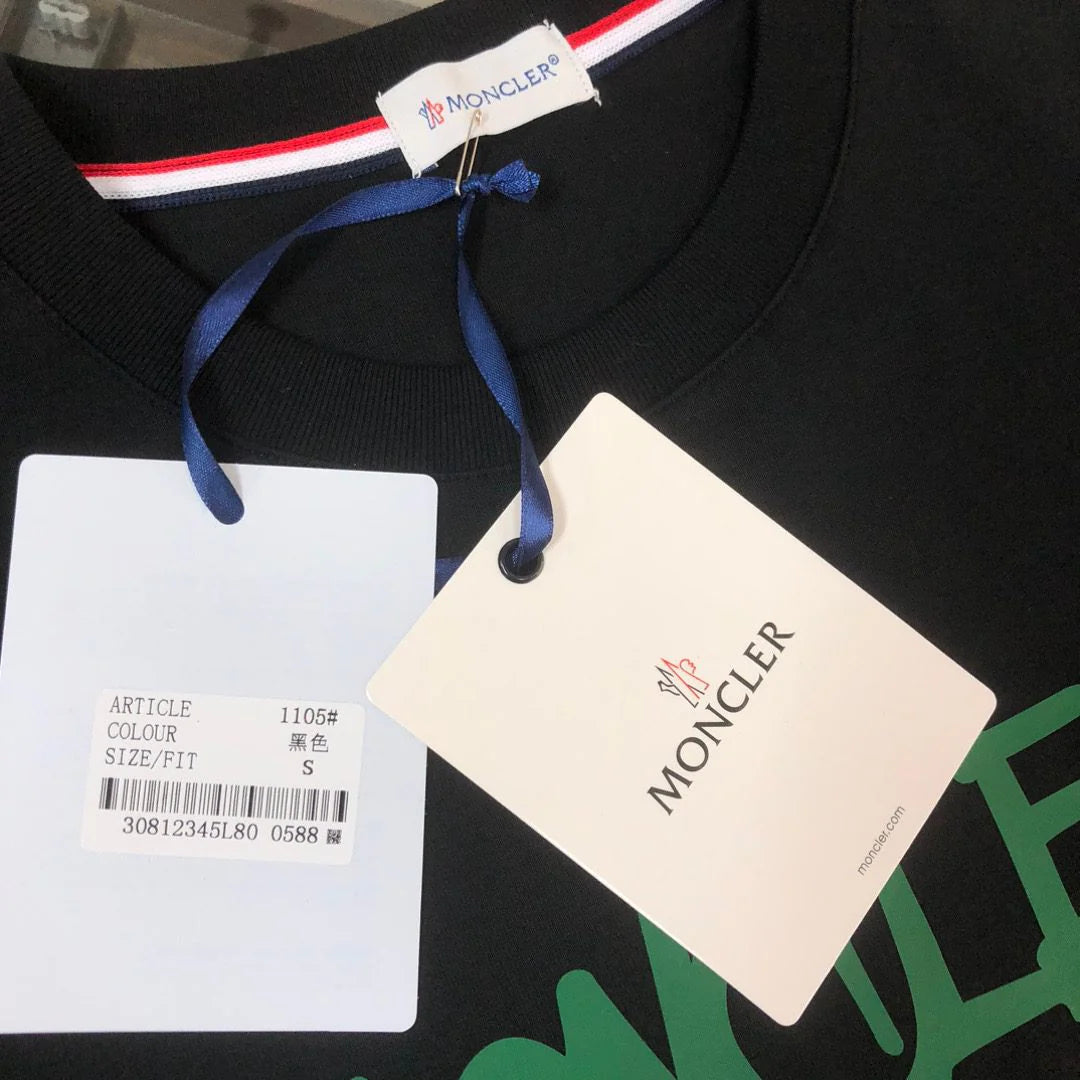 MONCLER®
ARTICLE 1105#
COLOUR 黑色
SIZE/FIT S
30812345L80 0588
MONCLER
moncler.com